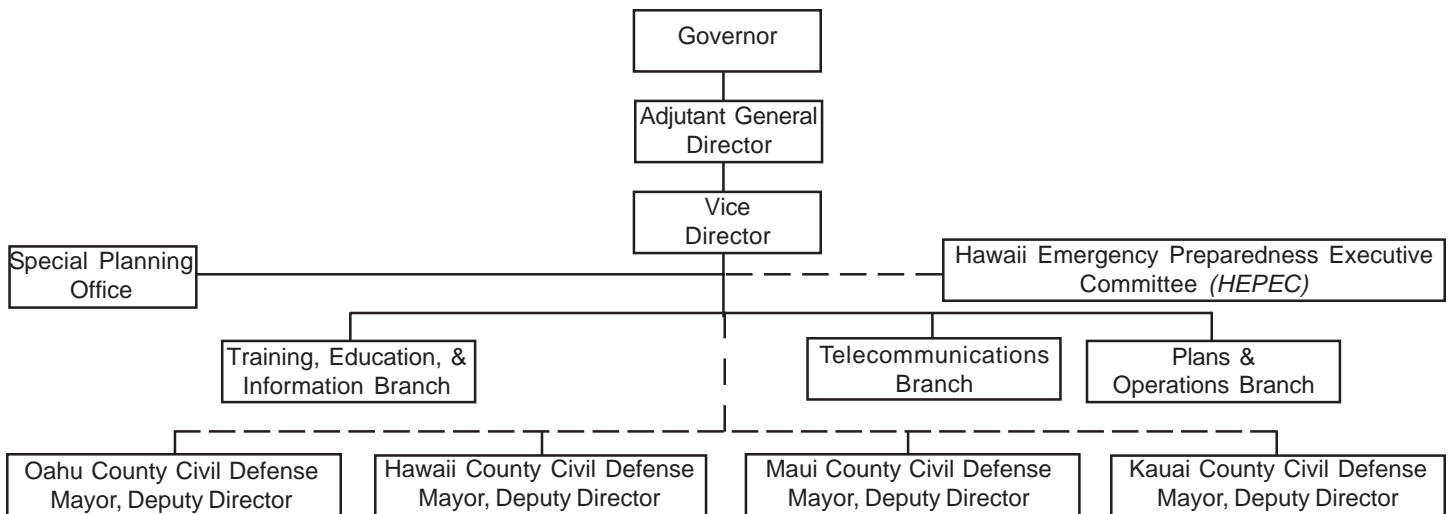 Governor
Adjutant General
Director
Vice
Director
Special Planning
Office
Hawaii Emergency Preparedness Executive
Committee (HEPEC)
Training, Education, &
Information Branch
Telecommunications
Branch
Plans &
Operations Branch
Oahu County Civil Defense
Mayor, Deputy Director
Hawaii County Civil Defense
Mayor, Deputy Director
Maui County Civil Defense
Mayor, Deputy Director
Kauai County Civil Defense
Mayor, Deputy Director